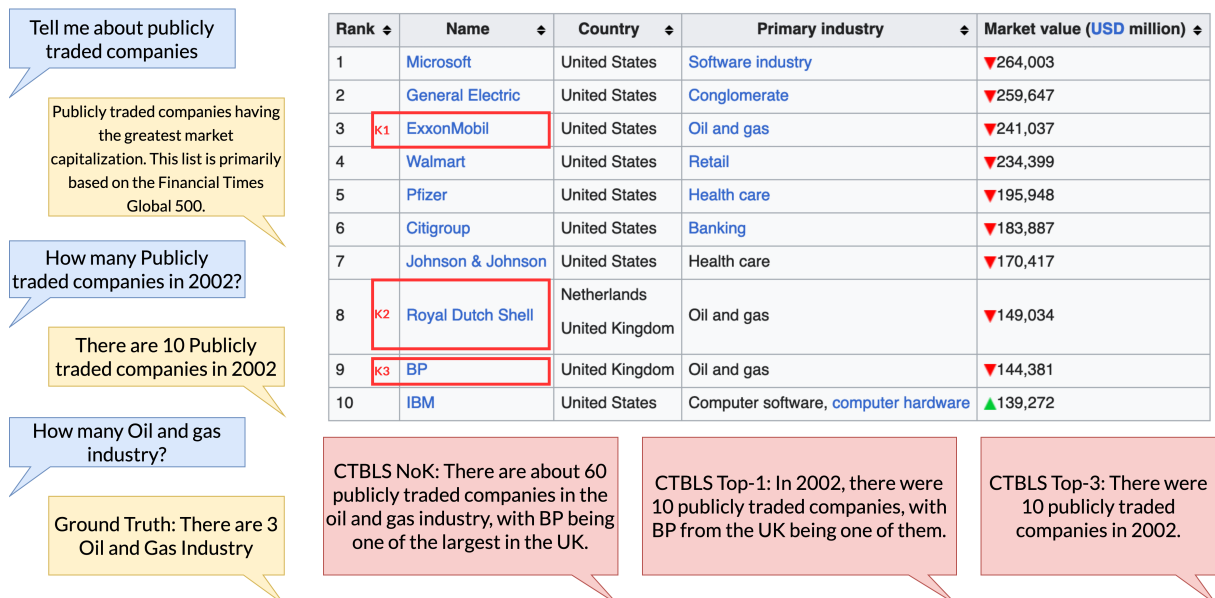 Tell me about publicly
traded companies
Publicly traded companies having
the greatest market
capitalization. This list is primarily
based on the Financial Times
Global 500.
How many Publicly
traded companies in 2002?
There are 10 Publicly
traded companies in 2002
How many Oil and gas
industry?
Ground Truth: There are 3
Oil and Gas Industry
Rank Name Country Primary industry Market value (USD million)
1 Microsoft United States Software industry ▼264,003
2 General Electric United States Conglomerate ▼259,647
3 K1 ExxonMobil United States Oil and gas ▼241,037
4 Walmart United States Retail ▼234,399
5 Pfizer United States Health care ▼195,948
6 Citigroup United States Banking ▼183,887
7 Johnson & Johnson United States Health care ▼170,417
Netherlands
8 K2 Royal Dutch Shell Oil and gas ▼149,034
United Kingdom
9 K3 BP United Kingdom Oil and gas ▼144,381
10 IBM United States Computer software, computer hardware ▲139,272
CTBLS NoK: There are about 60
publicly traded companies in the
oil and gas industry, with BP being
one of the largest in the UK.
CTBLS Top-1: In 2002, there were
10 publicly traded companies, with
BP from the UK being one of them.
CTBLS Top-3: There were
10 publicly traded
companies in 2002.